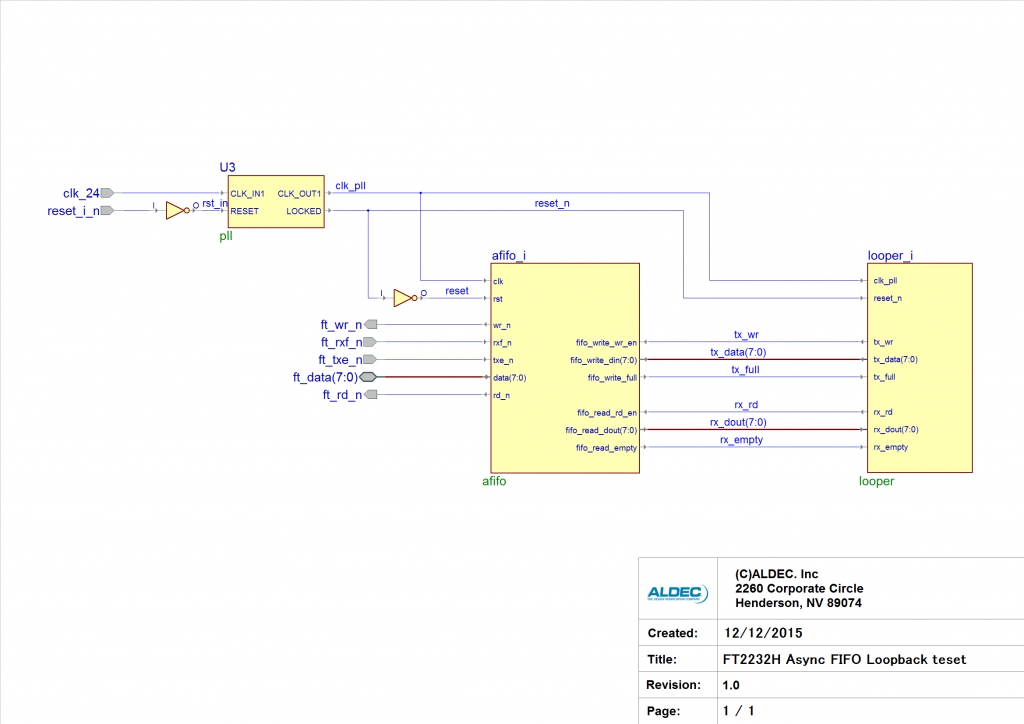 U3
clk_24
CLK_IN1 CLK_OUT1
clk_pll
reset_i_n
I O rst_in
RESET LOCKED
reset_n
pll
afifo_i
looper_i
clk
clk_pll
I O reset
rst
reset_n
ft_wr_n
wr_n
ft_rxf_n
rxf_n
fifo_write_wr_en
tx_wr
tx_wr
ft_txe_n
txe_n
fifo_write_din(7:0)
tx_data(7:0)
tx_data(7:0)
ft_data(7:0)
data(7:0)
fifo_write_full
tx_full
tx_full
ft_rd_n
rd_n
fifo_read_rd_en
rx_rd
rx_rd
fifo_read_dout(7:0)
rx_dout(7:0)
rx_dout(7:0)
fifo_read_empty
rx_empty
rx_empty
afifo
looper
ALDEC
(C)ALDEC. Inc
2260 Corporate Circle
Henderson, NV 89074
Created: 12/12/2015
Title: FT2232H Async FIFO Loopback teset
Revision: 1.0
Page: 1 / 1